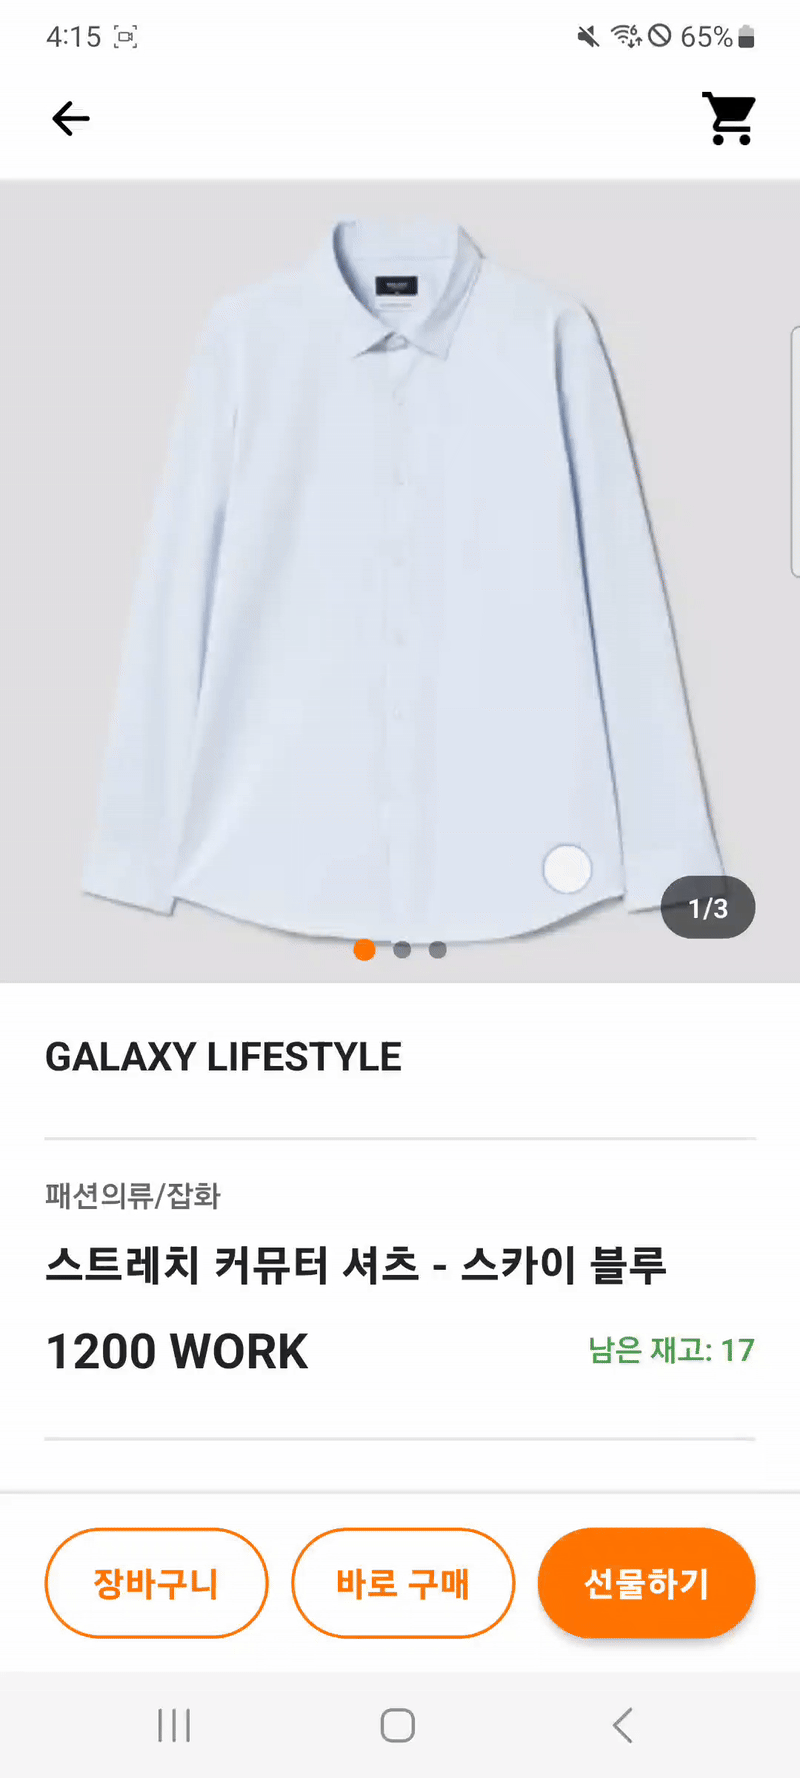 4:15 65%
1/3
GALAXY LIFESTYLE
패션의류/잡화
스트레치 커뮤터 셔츠 - 스카이 블루
1200 WORK 남은 재고: 17
장바구니 바로 구매 선물하기